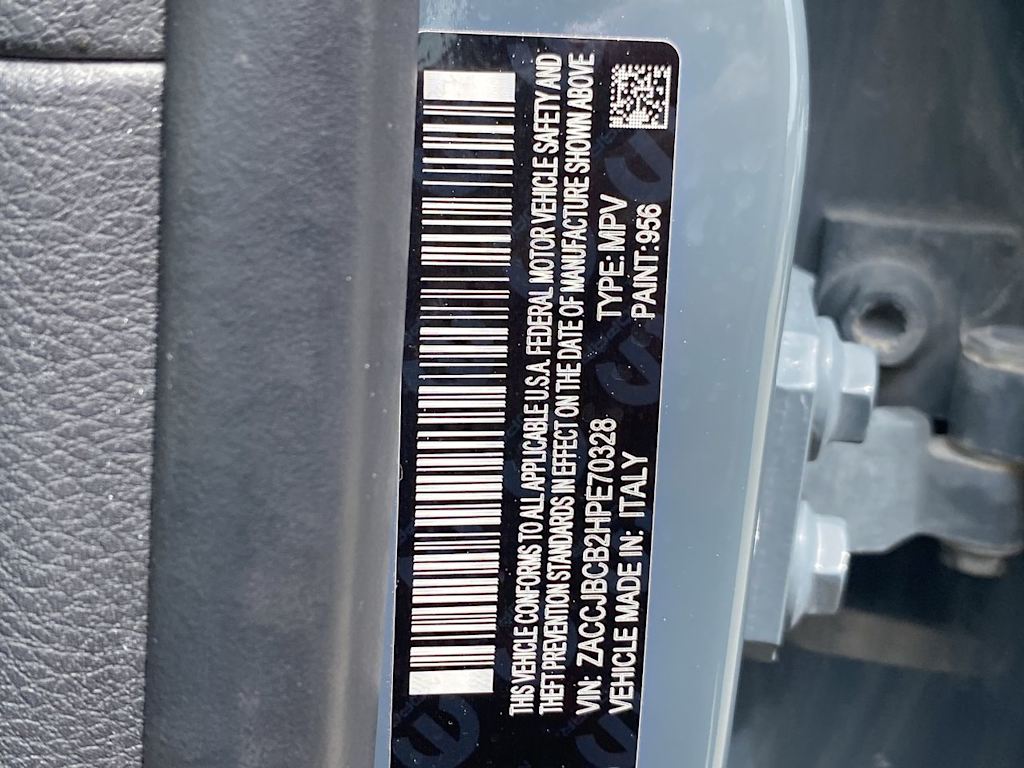 THIS VEHICLE CONFORMS TO ALL APPLICABLE U.S.A. FEDERAL MOTOR VEHICLE SAFETY AND
THEFT PREVENTION STANDARDS IN EFFECT ON THE DATE OF MANUFACTURE SHOWN ABOVE
VIN: ZACCJBCB2HPE70328 TYPE: MPV
VEHICLE MADE IN: ITALY PAINT: 956